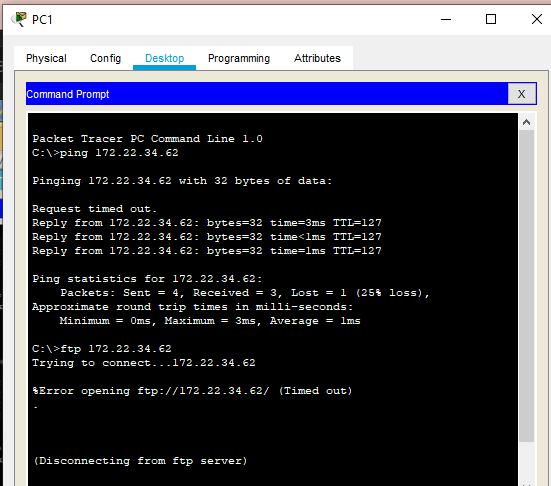 PC1
Physical Config Desktop Programming Attributes
Command Prompt
X
Packet Tracer PC Command Line 1.0
C:\>ping 172.22.34.62
Pinging 172.22.34.62 with 32 bytes of data:
Request timed out.
Reply from 172.22.34.62: bytes=32 time=3ms TTL=127
Reply from 172.22.34.62: bytes=32 time<1ms TTL=127
Reply from 172.22.34.62: bytes=32 time=1ms TTL=127
Ping statistics for 172.22.34.62:
Packets: Sent = 4, Received = 3, Lost = 1 (25% loss),
Approximate round trip times in milli-seconds:
Minimum = 0ms, Maximum = 3ms, Average = 1ms
C:\>ftp 172.22.34.62
Trying to connect...172.22.34.62
%Error opening ftp://172.22.34.62/ (Timed out)
.
(Disconnecting from ftp server)